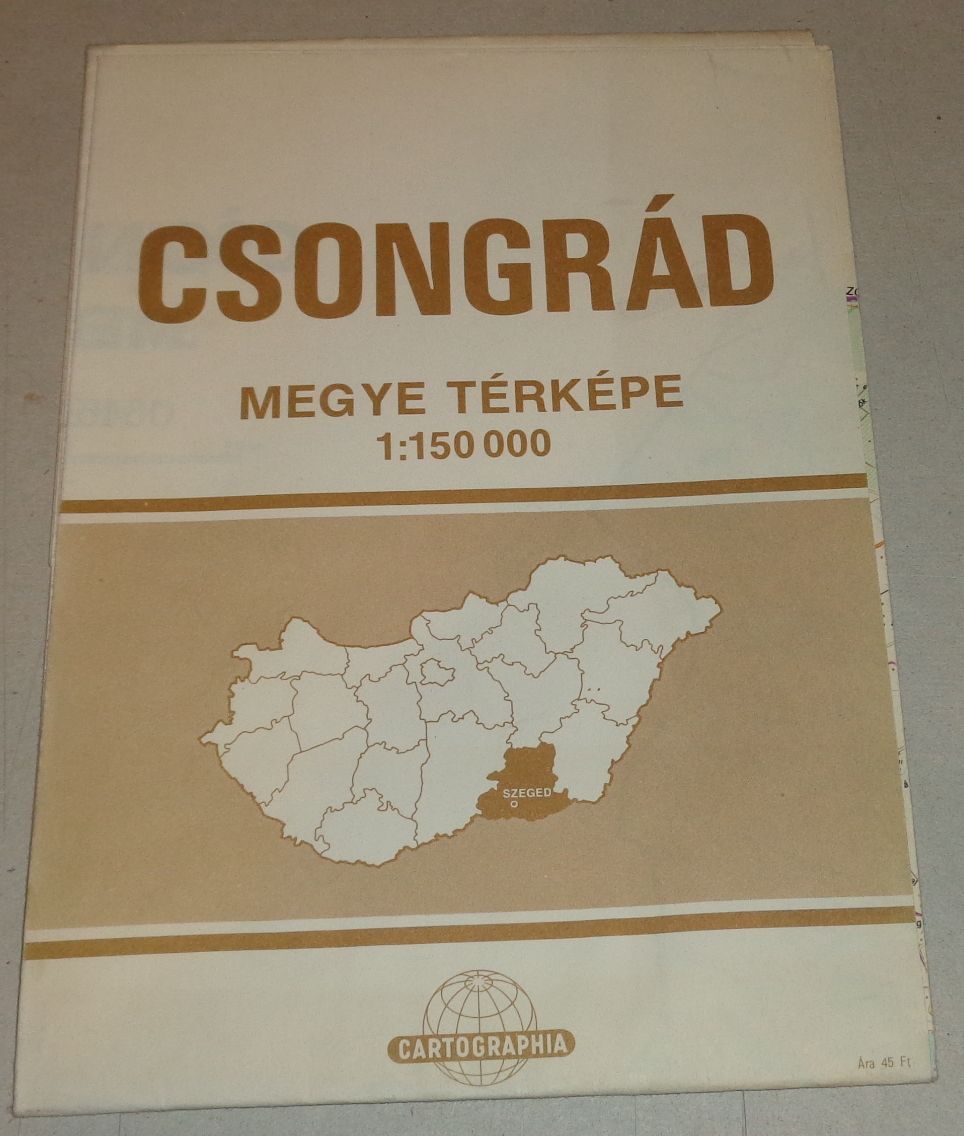 CSONGRÁD
MEGYE TÉRKÉPE
1:150 000
SZEGED
CARTOGRAPHIA
Ára 45 Ft